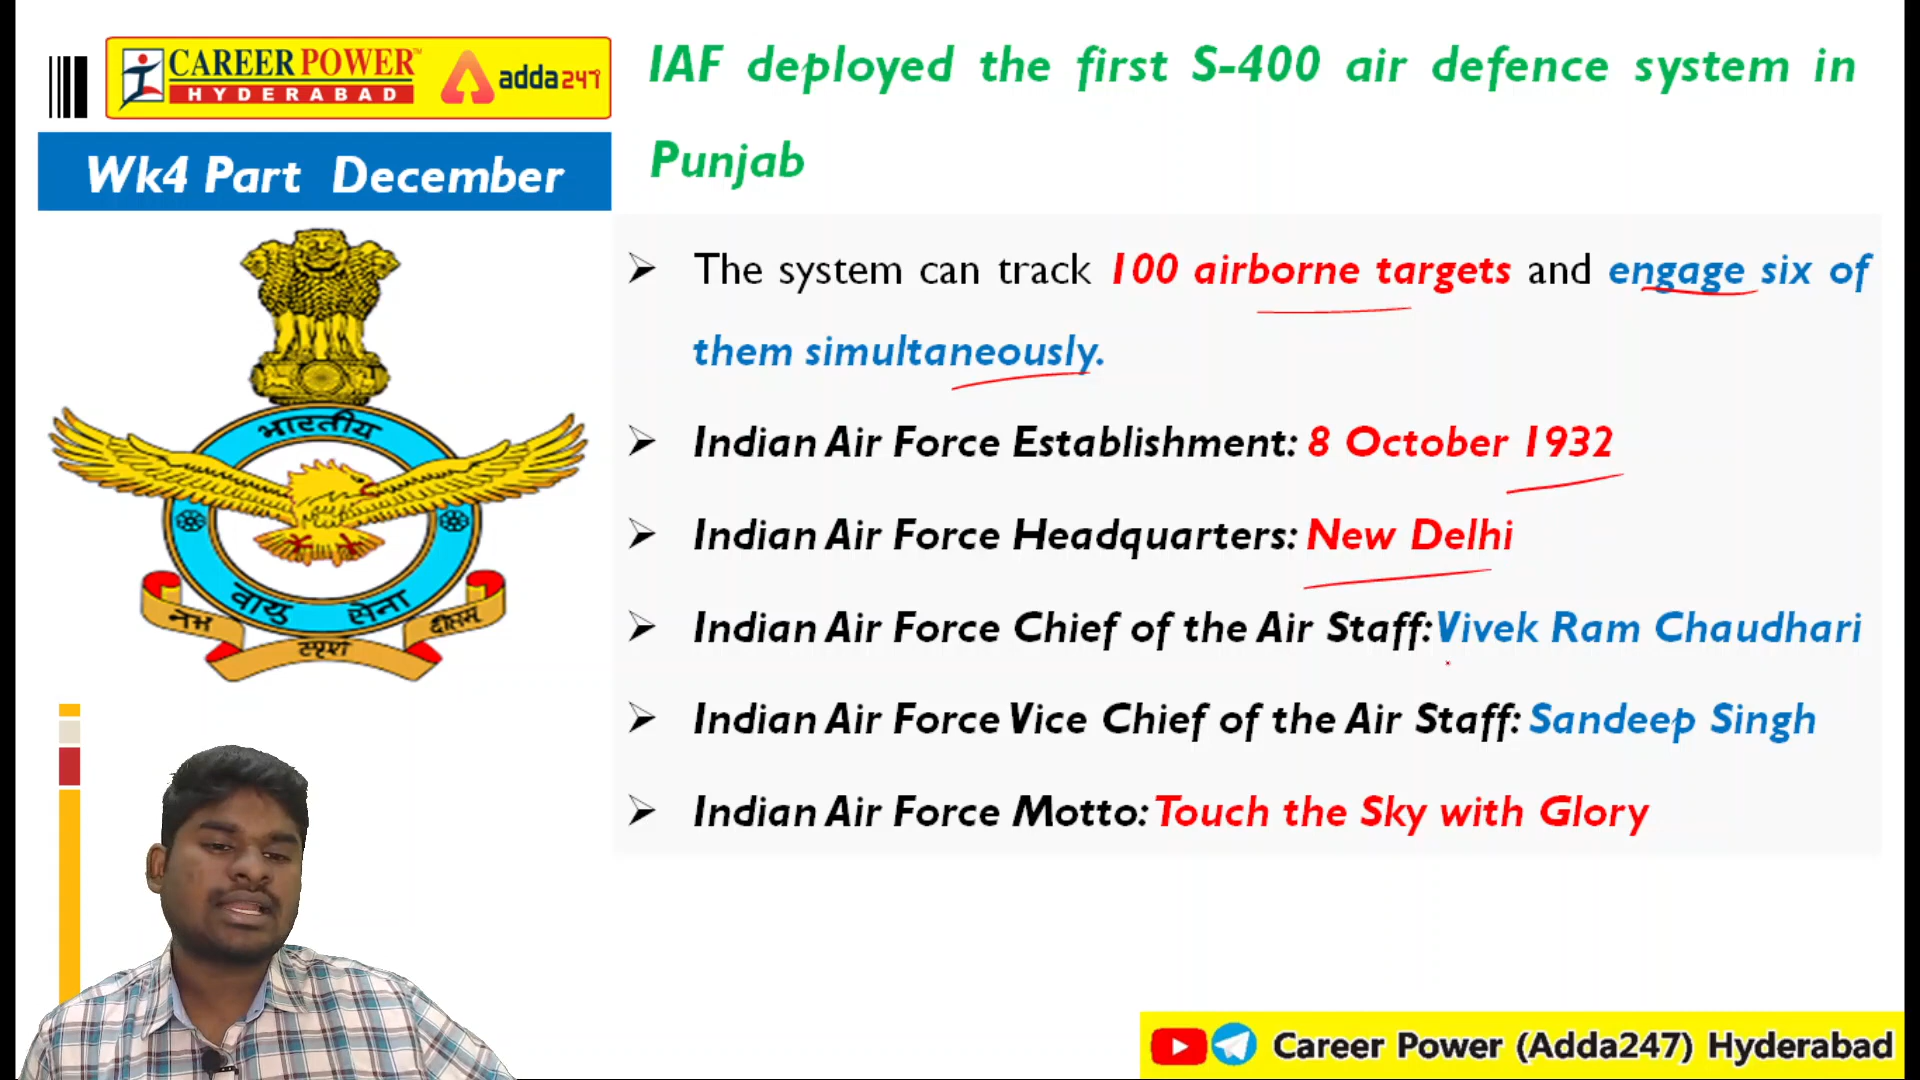 CAREER POWER
HYDERABAD
adda247
Wk4 Part December
IAF deployed the first S-400 air defence system in
Punjab
भारतीय
वायु सेना
नभ स्पृशं दीप्तम्
➤ The system can track 100 airborne targets and engage six of
them simultaneously.
➤ Indian Air Force Establishment: 8 October 1932
➤ Indian Air Force Headquarters: New Delhi
➤ Indian Air Force Chief of the Air Staff: Vivek Ram Chaudhari
➤ Indian Air Force Vice Chief of the Air Staff: Sandeep Singh
➤ Indian Air Force Motto: Touch the Sky with Glory
Career Power (Adda247) Hyderabad